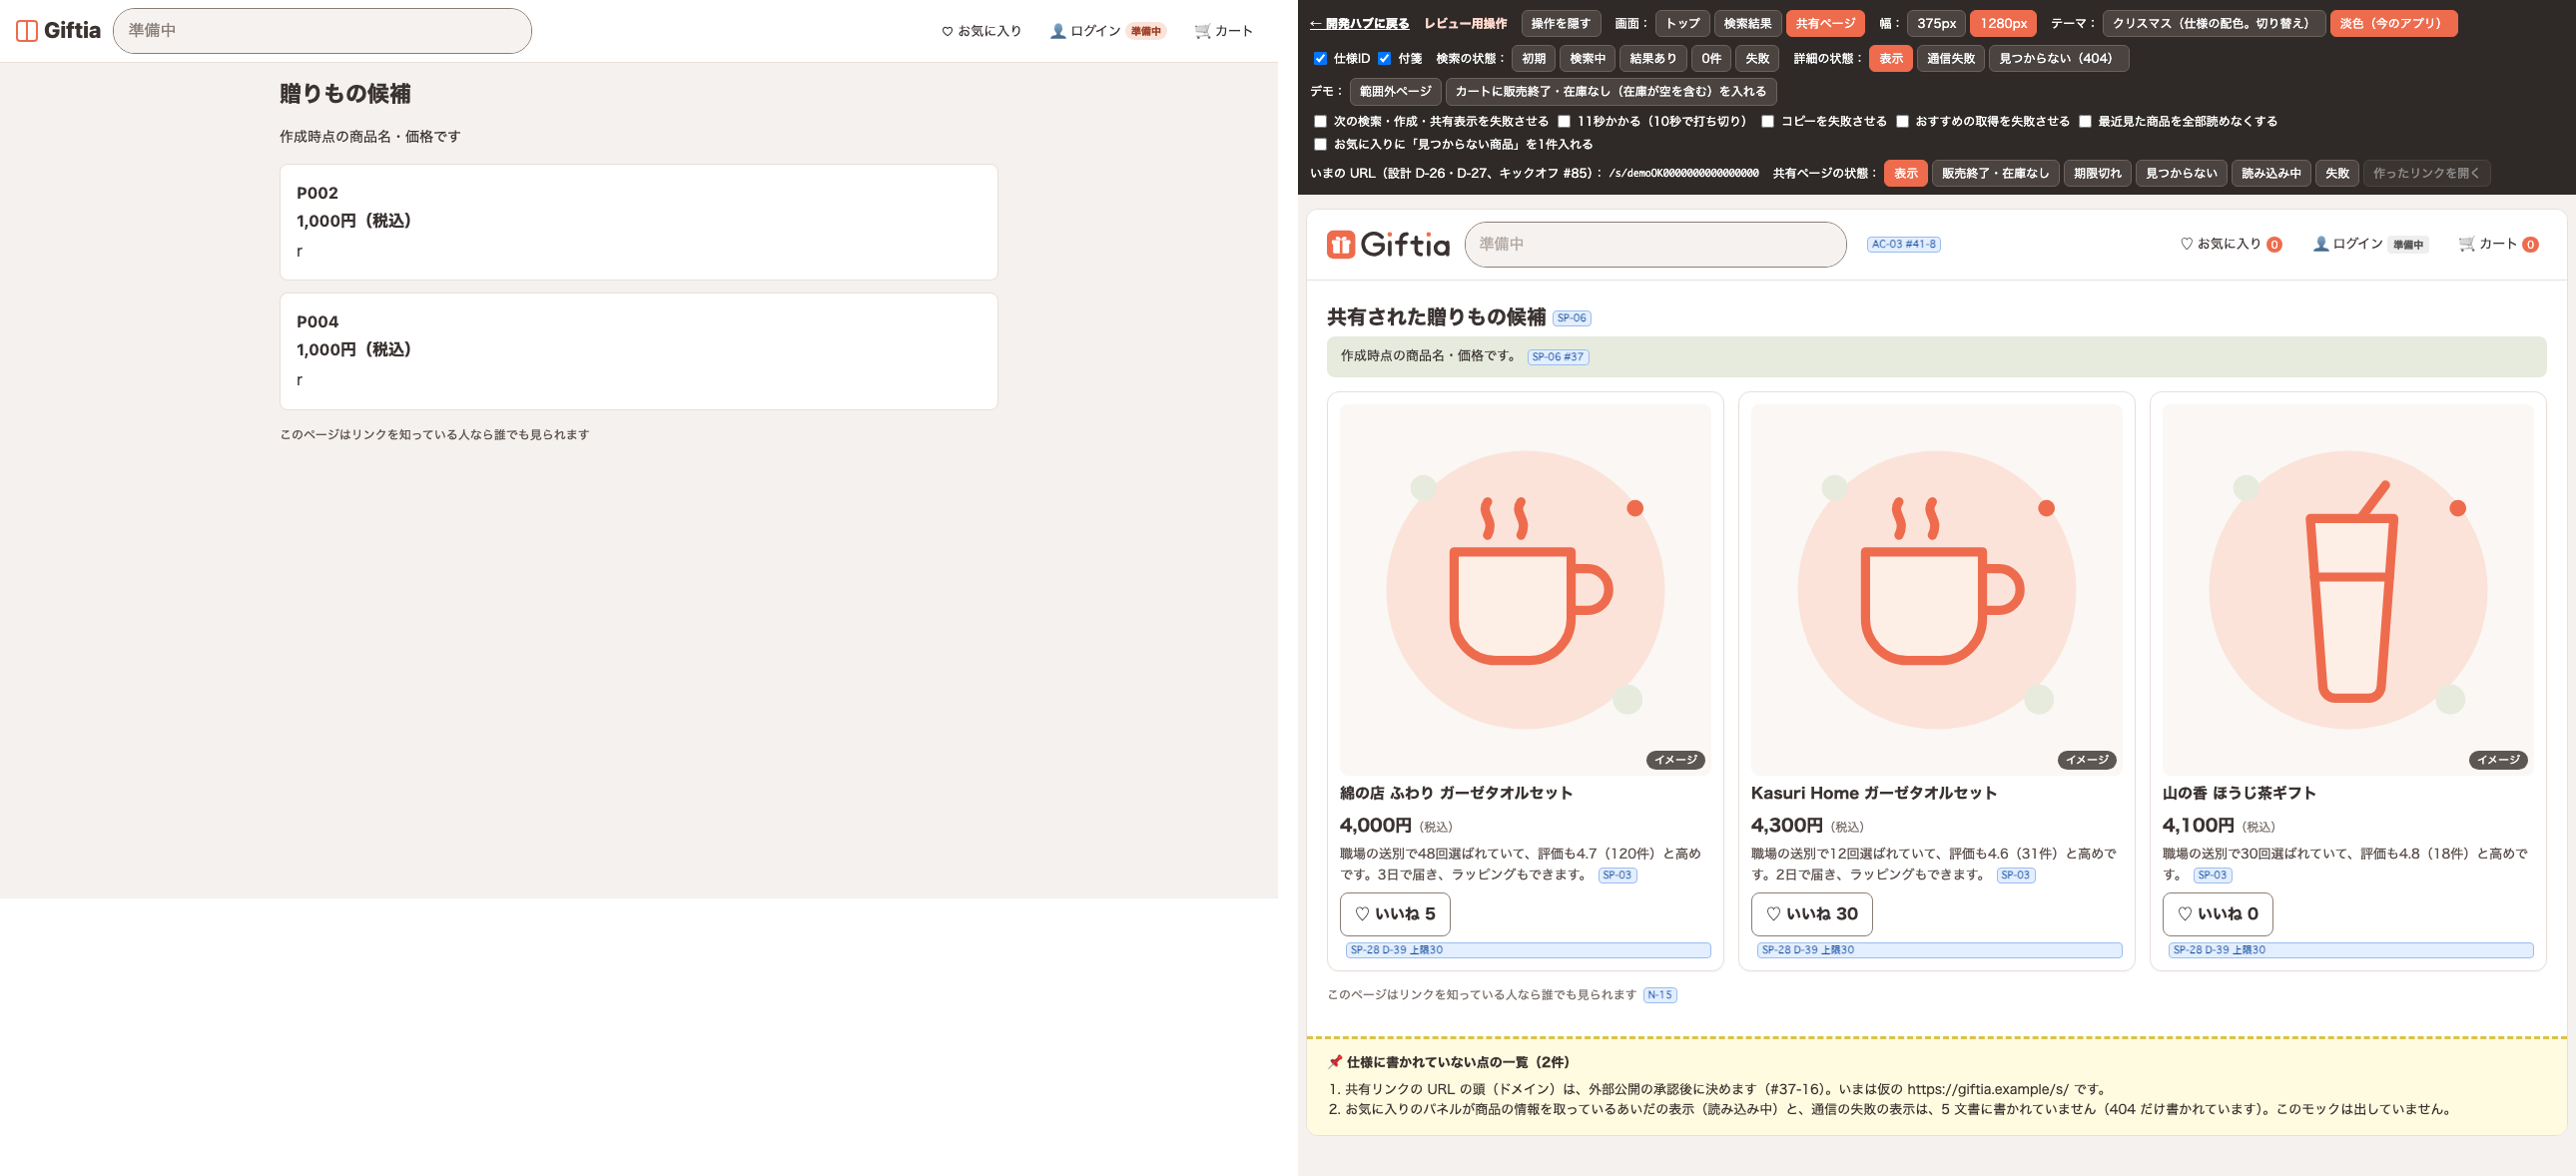 Giftia
準備中
♡ お気に入り
ログイン 準備中
カート
贈りもの候補
作成時点の商品名・価格です
P002
1,000円（税込）
r
P004
1,000円（税込）
r
このページはリンクを知っている人なら誰でも見られます
← 開発ハブに戻る レビュー用操作 操作を隠す 画面： トップ 検索結果 共有ページ 幅： 375px 1280px テーマ： クリスマス（仕様の配色。切り替え） 淡色（今のアプリ）
仕様ID 付箋 検索の状態： 初期 検索中 結果あり 0件 失敗 詳細の状態： 表示 通信失敗 見つからない（404）
デモ： 範囲外ページ カートに販売終了・在庫なし（在庫が空を含む）を入れる
次の検索・作成・共有表示を失敗させる 11秒かかる（10秒で打ち切り） コピーを失敗させる おすすめの取得を失敗させる 最近見た商品を全部読めなくする
お気に入りに「見つからない商品」を1件入れる
いまの URL（設計 D-26・D-27、キックオフ #85）： /s/demoOK0000000000000000 共有ページの状態： 表示 販売終了・在庫なし 期限切れ 見つからない 読み込み中 失敗 作ったリンクを開く
Giftia
準備中
AC-03 #41-8
♡ お気に入り 0
ログイン 準備中
カート 0
共有された贈りもの候補 SP-06
作成時点の商品名・価格です。 SP-06 #37
イメージ
綿の店 ふわり ガーゼタオルセット
4,000円（税込）
職場の送別で48回選ばれていて、評価も4.7（120件）と高め
です。3日で届き、ラッピングもできます。 SP-03
♡ いいね 5
SP-28 D-39 上限30
イメージ
Kasuri Home ガーゼタオルセット
4,300円（税込）
職場の送別で12回選ばれていて、評価も4.6（31件）と高めで
す。2日で届き、ラッピングもできます。 SP-03
♡ いいね 30
SP-28 D-39 上限30
イメージ
山の香 ほうじ茶ギフト
4,100円（税込）
職場の送別で30回選ばれていて、評価も4.8（18件）と高めで
す。 SP-03
♡ いいね 0
SP-28 D-39 上限30
このページはリンクを知っている人なら誰でも見られます N-15
仕様に書かれていない点の一覧（2件）
1. 共有リンクの URL の頭（ドメイン）は、外部公開の承認後に決めます（#37-16）。いまは仮の https://giftia.example/s/ です。
2. お気に入りのパネルが商品の情報を取っているあいだの表示（読み込み中）と、通信の失敗の表示は、5 文書に書かれていません（404 だけ書かれています）。このモックは出していません。